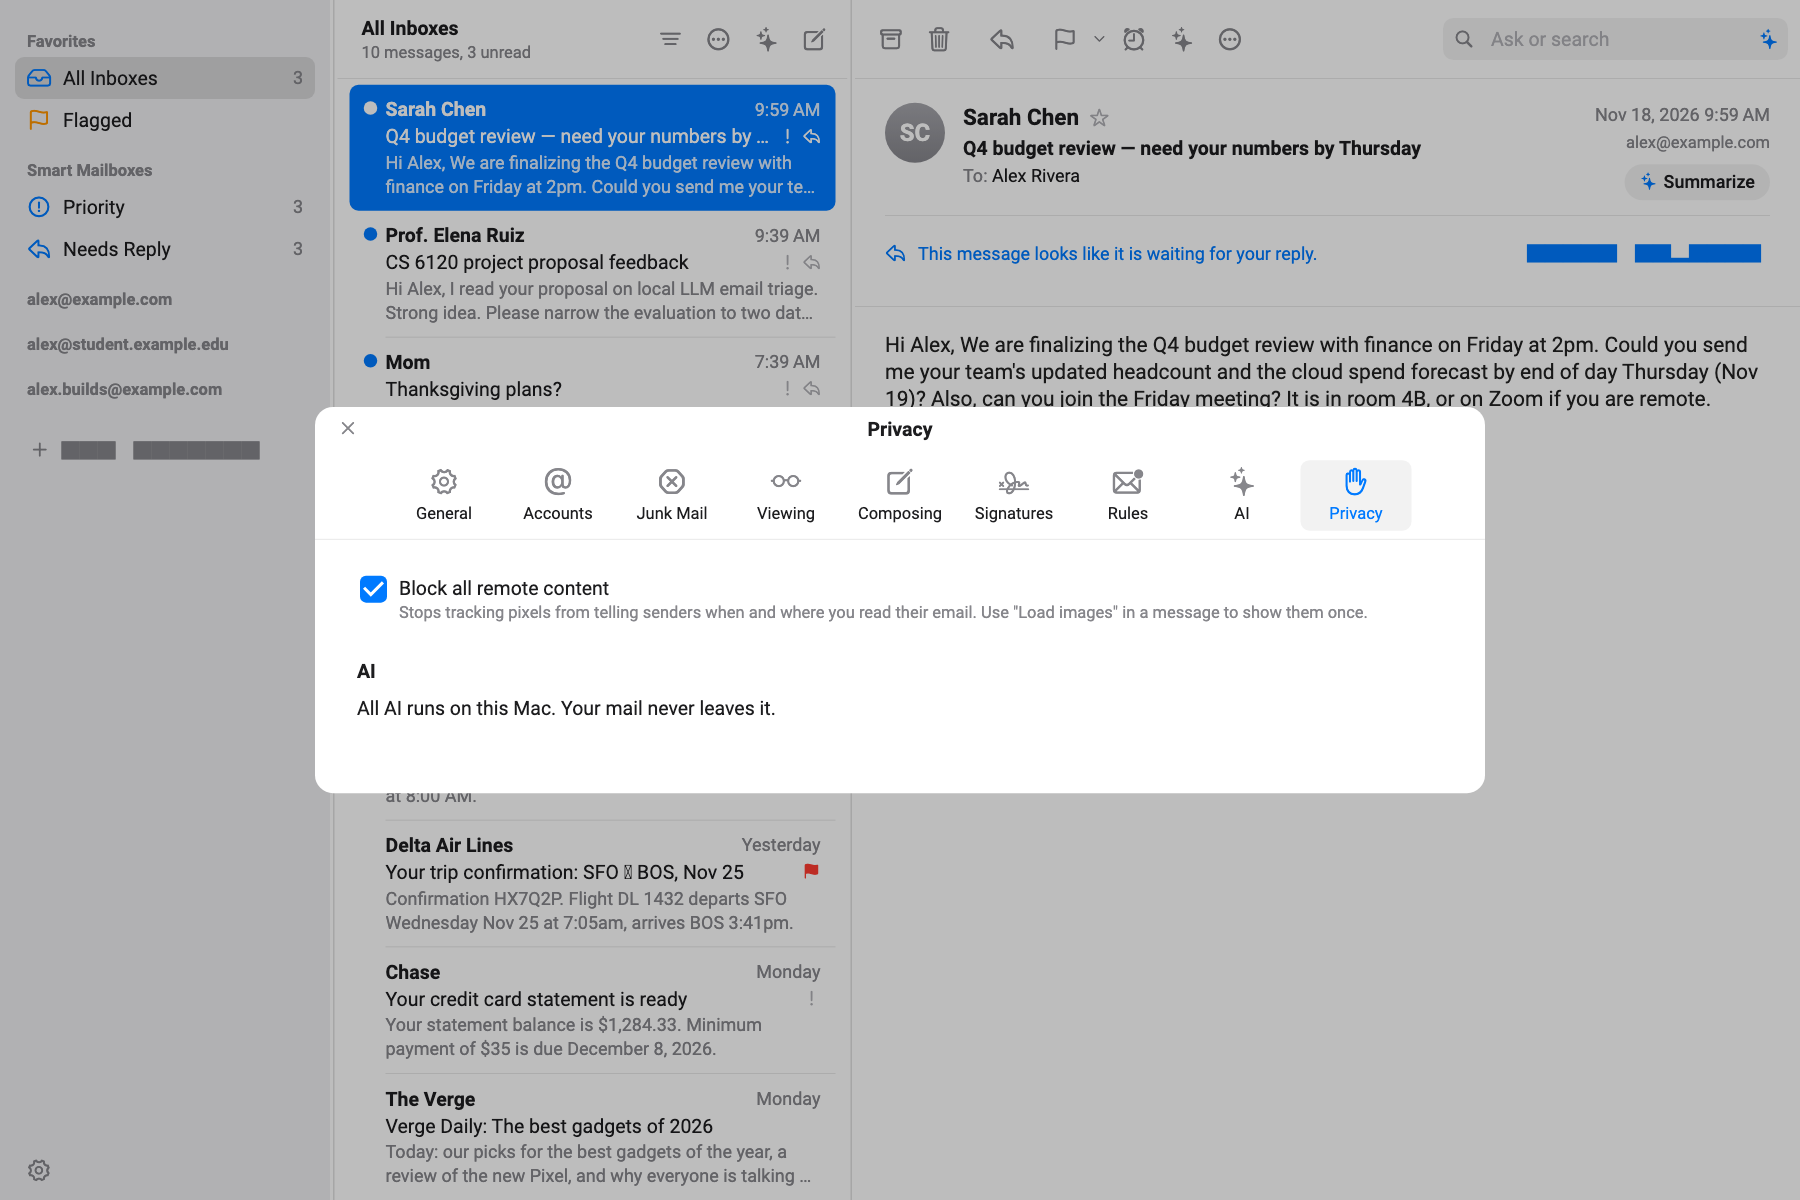 Favorites
All Inboxes 3
Flagged
Smart Mailboxes
Priority 3
Needs Reply 3
alex@example.com
alex@student.example.edu
alex.builds@example.com
All Inboxes
10 messages, 3 unread
Sarah Chen 9:59 AM
Q4 budget review — need your numbers by ... !
Hi Alex, We are finalizing the Q4 budget review with
finance on Friday at 2pm. Could you send me your te...
Prof. Elena Ruiz 9:39 AM
CS 6120 project proposal feedback !
Hi Alex, I read your proposal on local LLM email triage.
Strong idea. Please narrow the evaluation to two dat...
Mom 7:39 AM
Thanksgiving plans? !
at 8:00 AM.
Delta Air Lines Yesterday
Your trip confirmation: SFO BOS, Nov 25
Confirmation HX7Q2P. Flight DL 1432 departs SFO
Wednesday Nov 25 at 7:05am, arrives BOS 3:41pm.
Chase Monday
Your credit card statement is ready !
Your statement balance is $1,284.33. Minimum
payment of $35 is due December 8, 2026.
The Verge Monday
Verge Daily: The best gadgets of 2026
Today: our picks for the best gadgets of the year, a
review of the new Pixel, and why everyone is talking ...
Ask or search
SC
Sarah Chen
Nov 18, 2026 9:59 AM
Q4 budget review — need your numbers by Thursday
alex@example.com
To: Alex Rivera
Summarize
This message looks like it is waiting for your reply.
Hi Alex, We are finalizing the Q4 budget review with finance on Friday at 2pm. Could you send
me your team's updated headcount and the cloud spend forecast by end of day Thursday (Nov
19)? Also, can you join the Friday meeting? It is in room 4B, or on Zoom if you are remote.
Privacy
General
Accounts
Junk Mail
Viewing
Composing
Signatures
Rules
AI
Privacy
Block all remote content
Stops tracking pixels from telling senders when and where you read their email. Use "Load images" in a message to show them once.
AI
All AI runs on this Mac. Your mail never leaves it.